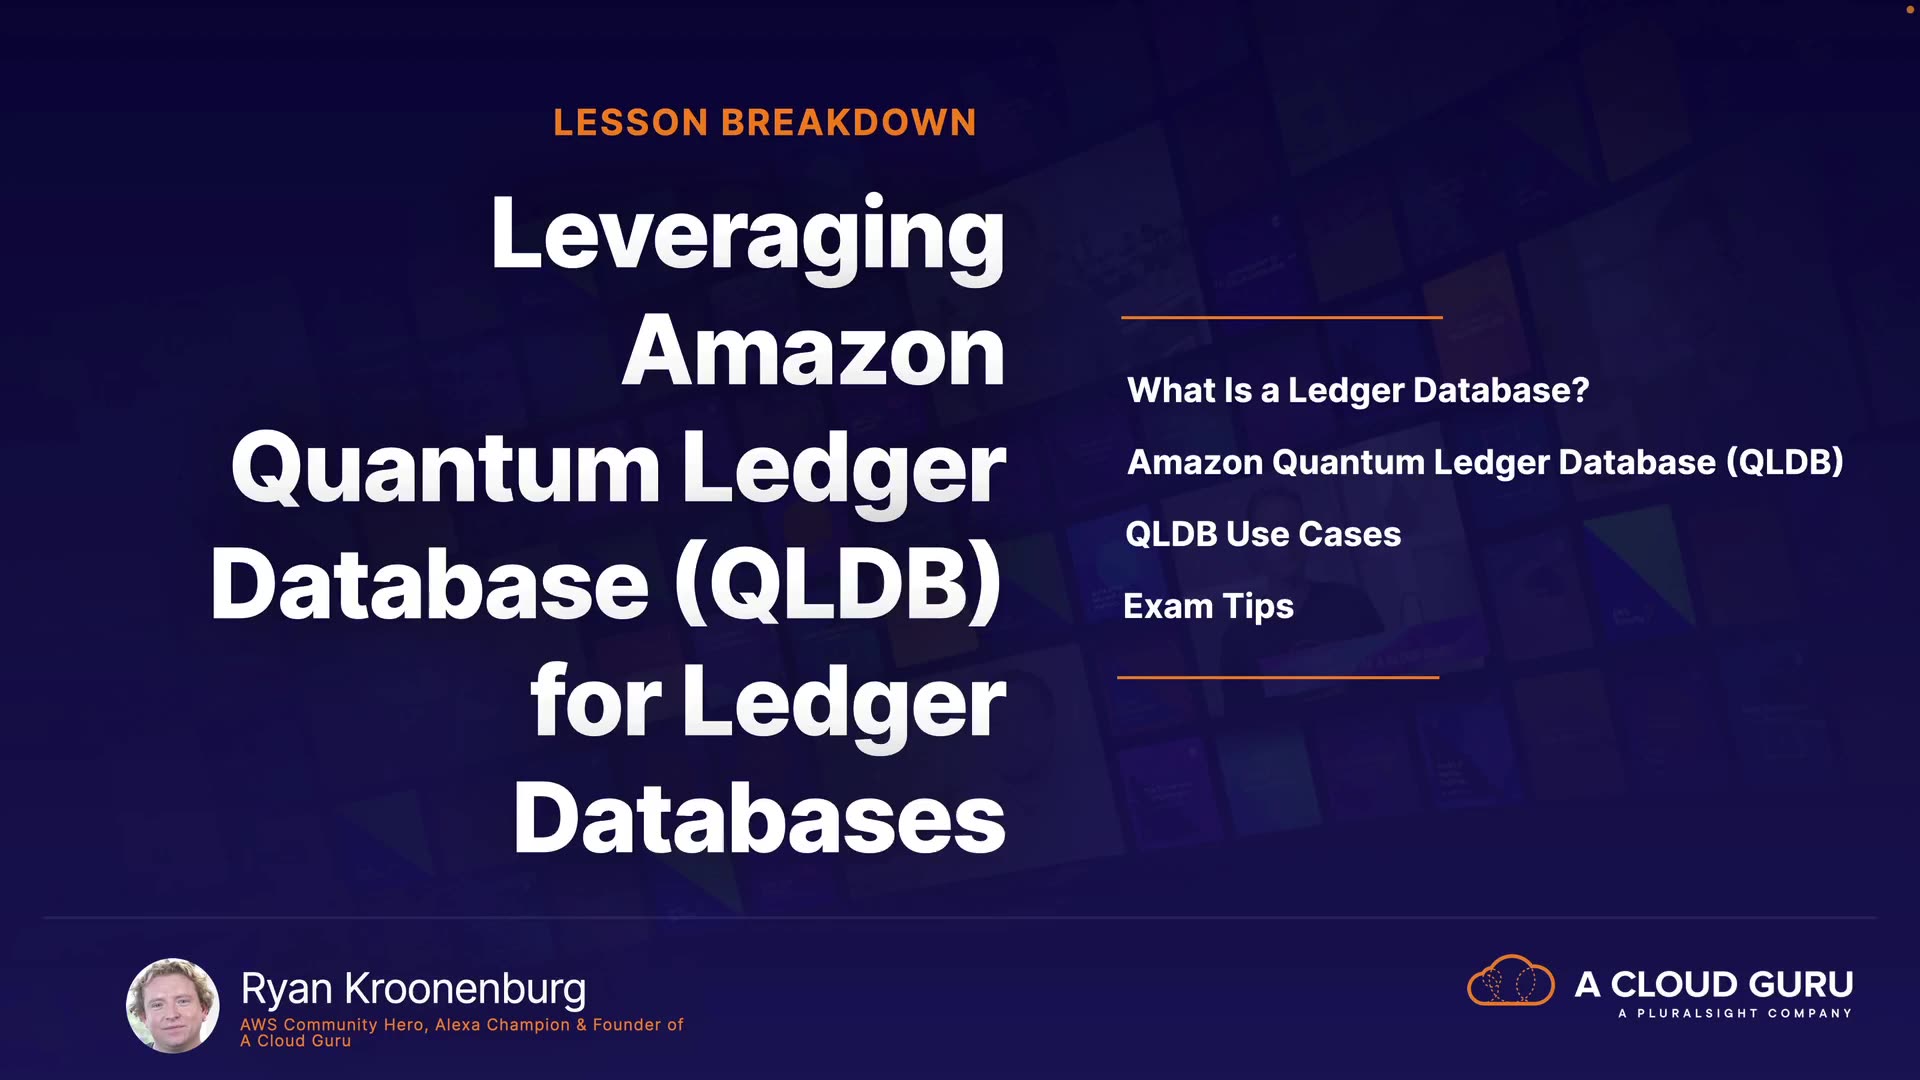 LESSON BREAKDOWN
Leveraging
Amazon
Quantum Ledger
Database (QLDB)
for Ledger
Databases
What Is a Ledger Database?
Amazon Quantum Ledger Database (QLDB)
QLDB Use Cases
Exam Tips
Ryan Kroonenburg
AWS Community Hero, Alexa Champion & Founder of
A Cloud Guru
A CLOUD GURU
A PLURALSIGHT COMPANY